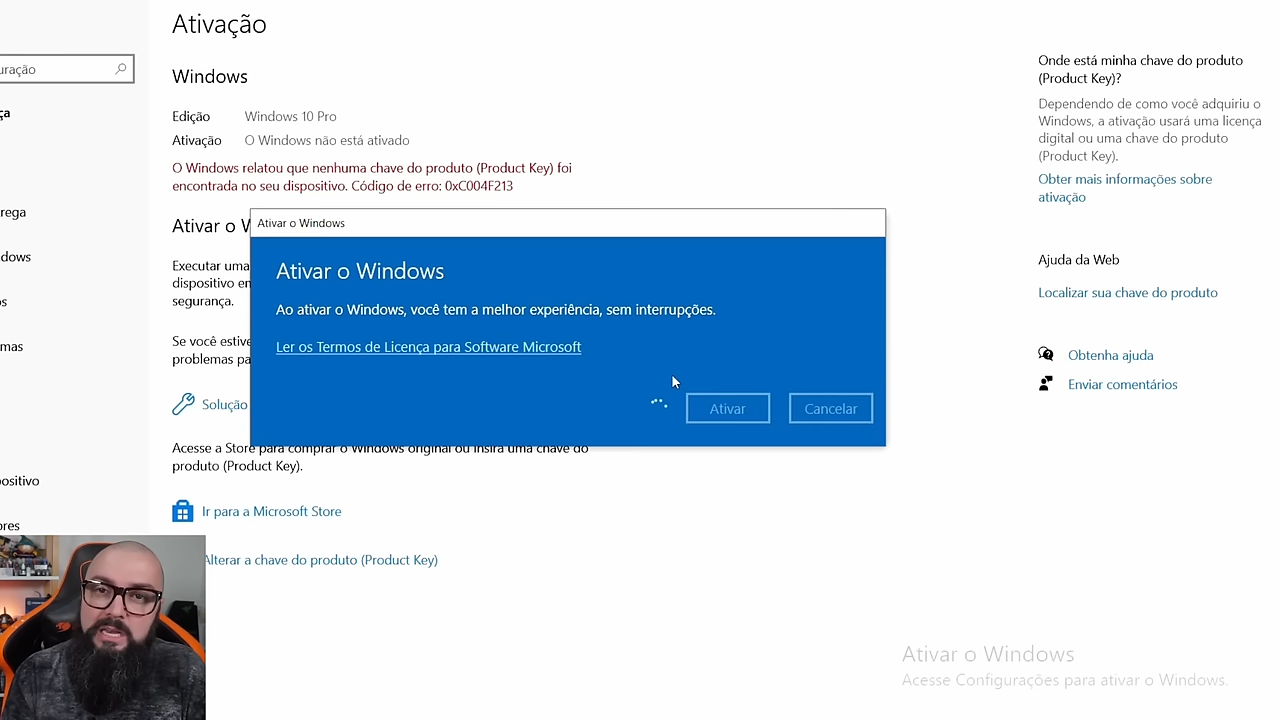 Ativação
uração
Windows
ça
Edição Windows 10 Pro
Ativação O Windows não está ativado
O Windows relatou que nenhuma chave do produto (Product Key) foi
encontrada no seu dispositivo. Código de erro: 0xC004F213
rega
dows
s
mas
ositivo
ores
Ativar o W
Executar uma
dispositivo en
segurança.
Se você estive
problemas pa
Solução
Acesse a Store para comprar o Windows original ou insira uma chave do
produto (Product Key).
Ir para a Microsoft Store
Alterar a chave do produto (Product Key)
Ativar o Windows
Ativar o Windows
Ao ativar o Windows, você tem a melhor experiência, sem interrupções.
Ler os Termos de Licença para Software Microsoft
Ativar Cancelar
Onde está minha chave do produto
(Product Key)?
Dependendo de como você adquiriu o
Windows, a ativação usará uma licença
digital ou uma chave do produto
(Product Key).
Obter mais informações sobre
ativação
Ajuda da Web
Localizar sua chave do produto
Obtenha ajuda
Enviar comentários
Ativar o Windows
Acesse Configurações para ativar o Windows.